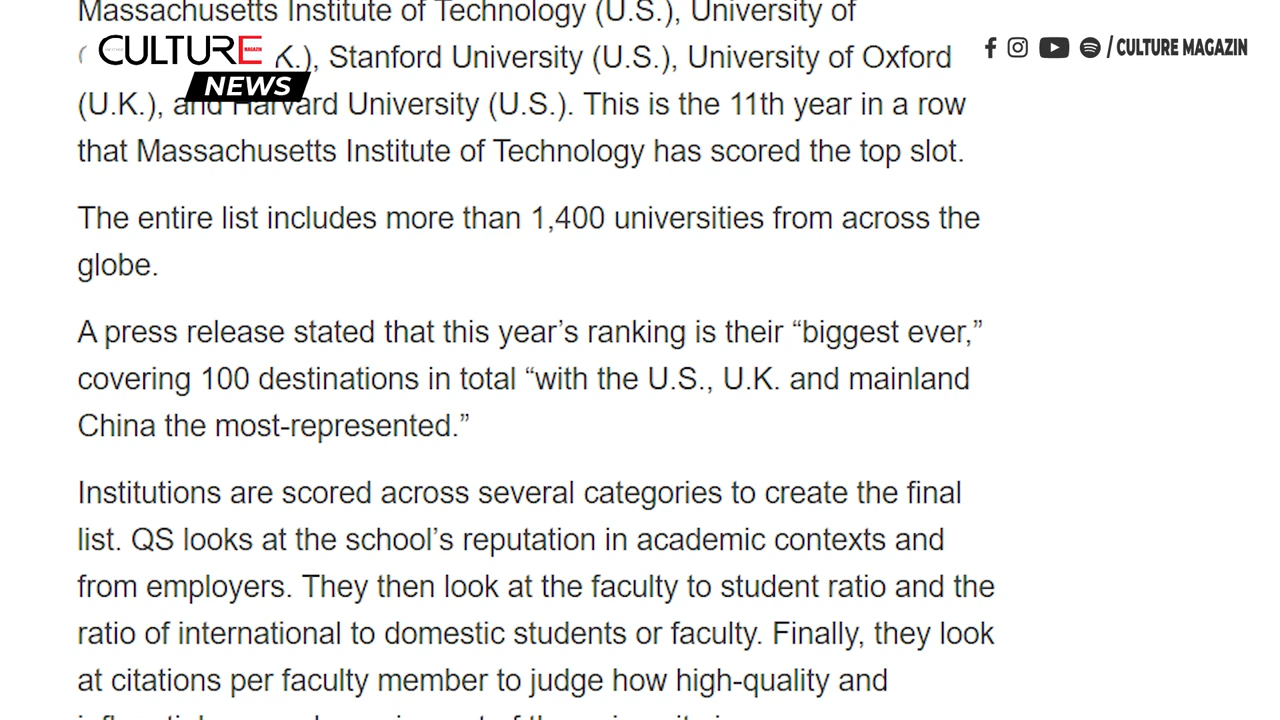 Massachusetts Institute of Technology (U.S.), University of
CULTURE MAGAZIN
NEWS
/ CULTURE MAGAZIN
K.), Stanford University (U.S.), University of Oxford
(U.K.), and Harvard University (U.S.). This is the 11th year in a row
that Massachusetts Institute of Technology has scored the top slot.
The entire list includes more than 1,400 universities from across the
globe.
A press release stated that this year’s ranking is their “biggest ever,”
covering 100 destinations in total “with the U.S., U.K. and mainland
China the most-represented.”
Institutions are scored across several categories to create the final
list. QS looks at the school’s reputation in academic contexts and
from employers. They then look at the faculty to student ratio and the
ratio of international to domestic students or faculty. Finally, they look
at citations per faculty member to judge how high-quality and